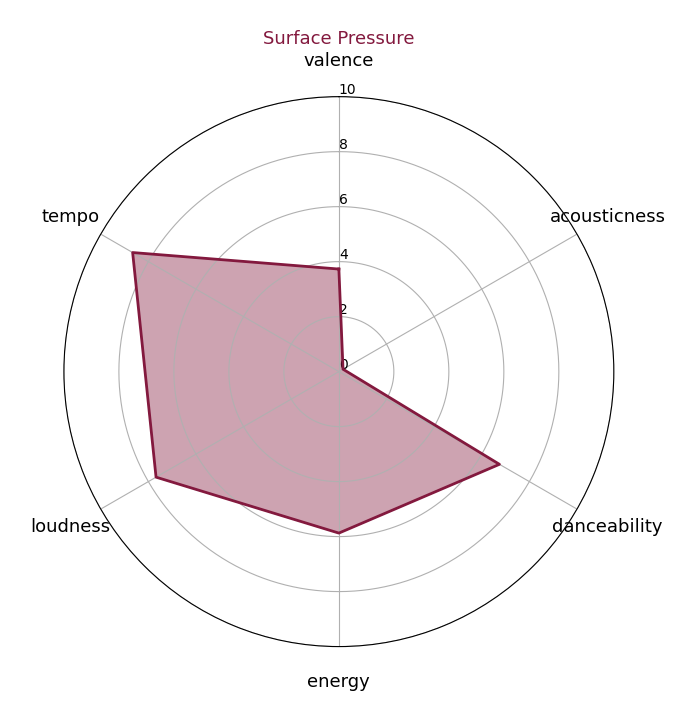 Surface Pressure
valence
10
8
tempo
6
acousticness
4
2
0
loudness
danceability
energy